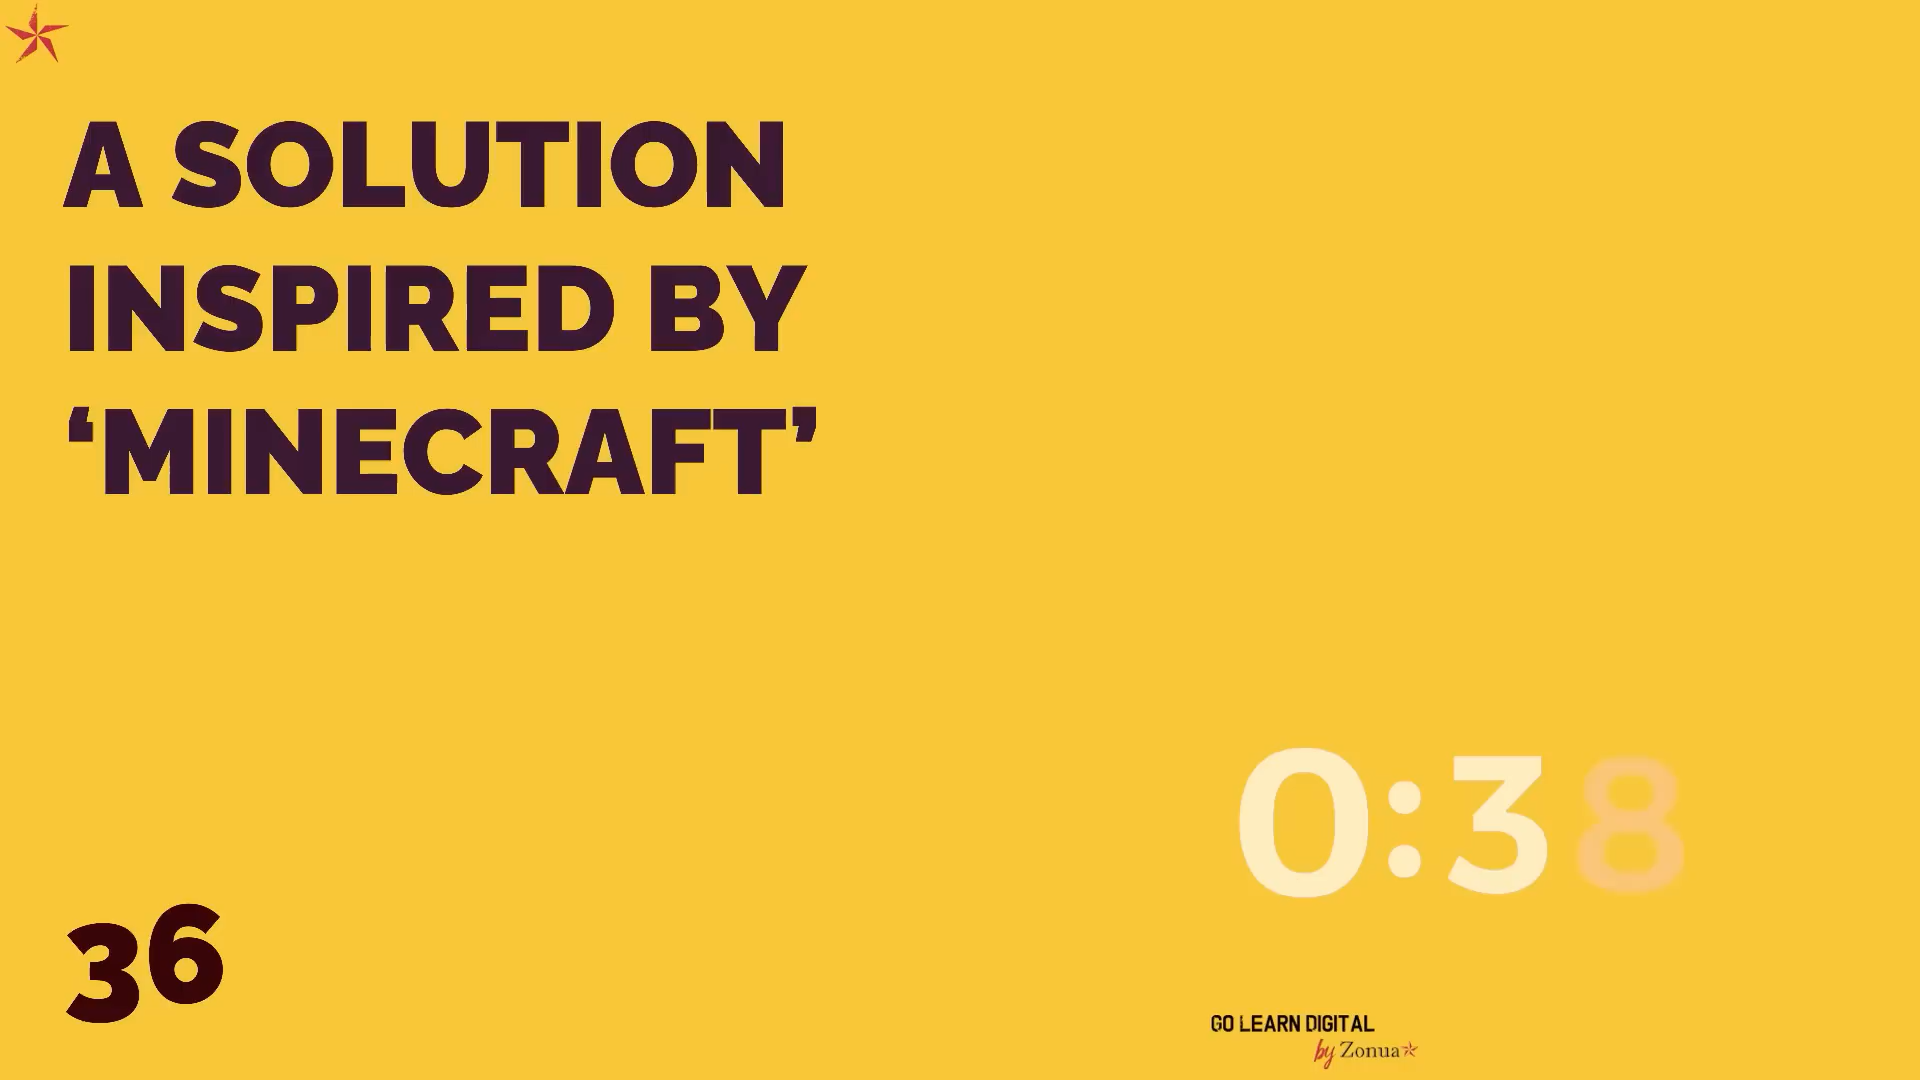 A SOLUTION
INSPIRED BY
‘MINECRAFT’
0:38
36
GO LEARN DIGITAL
by Zonua